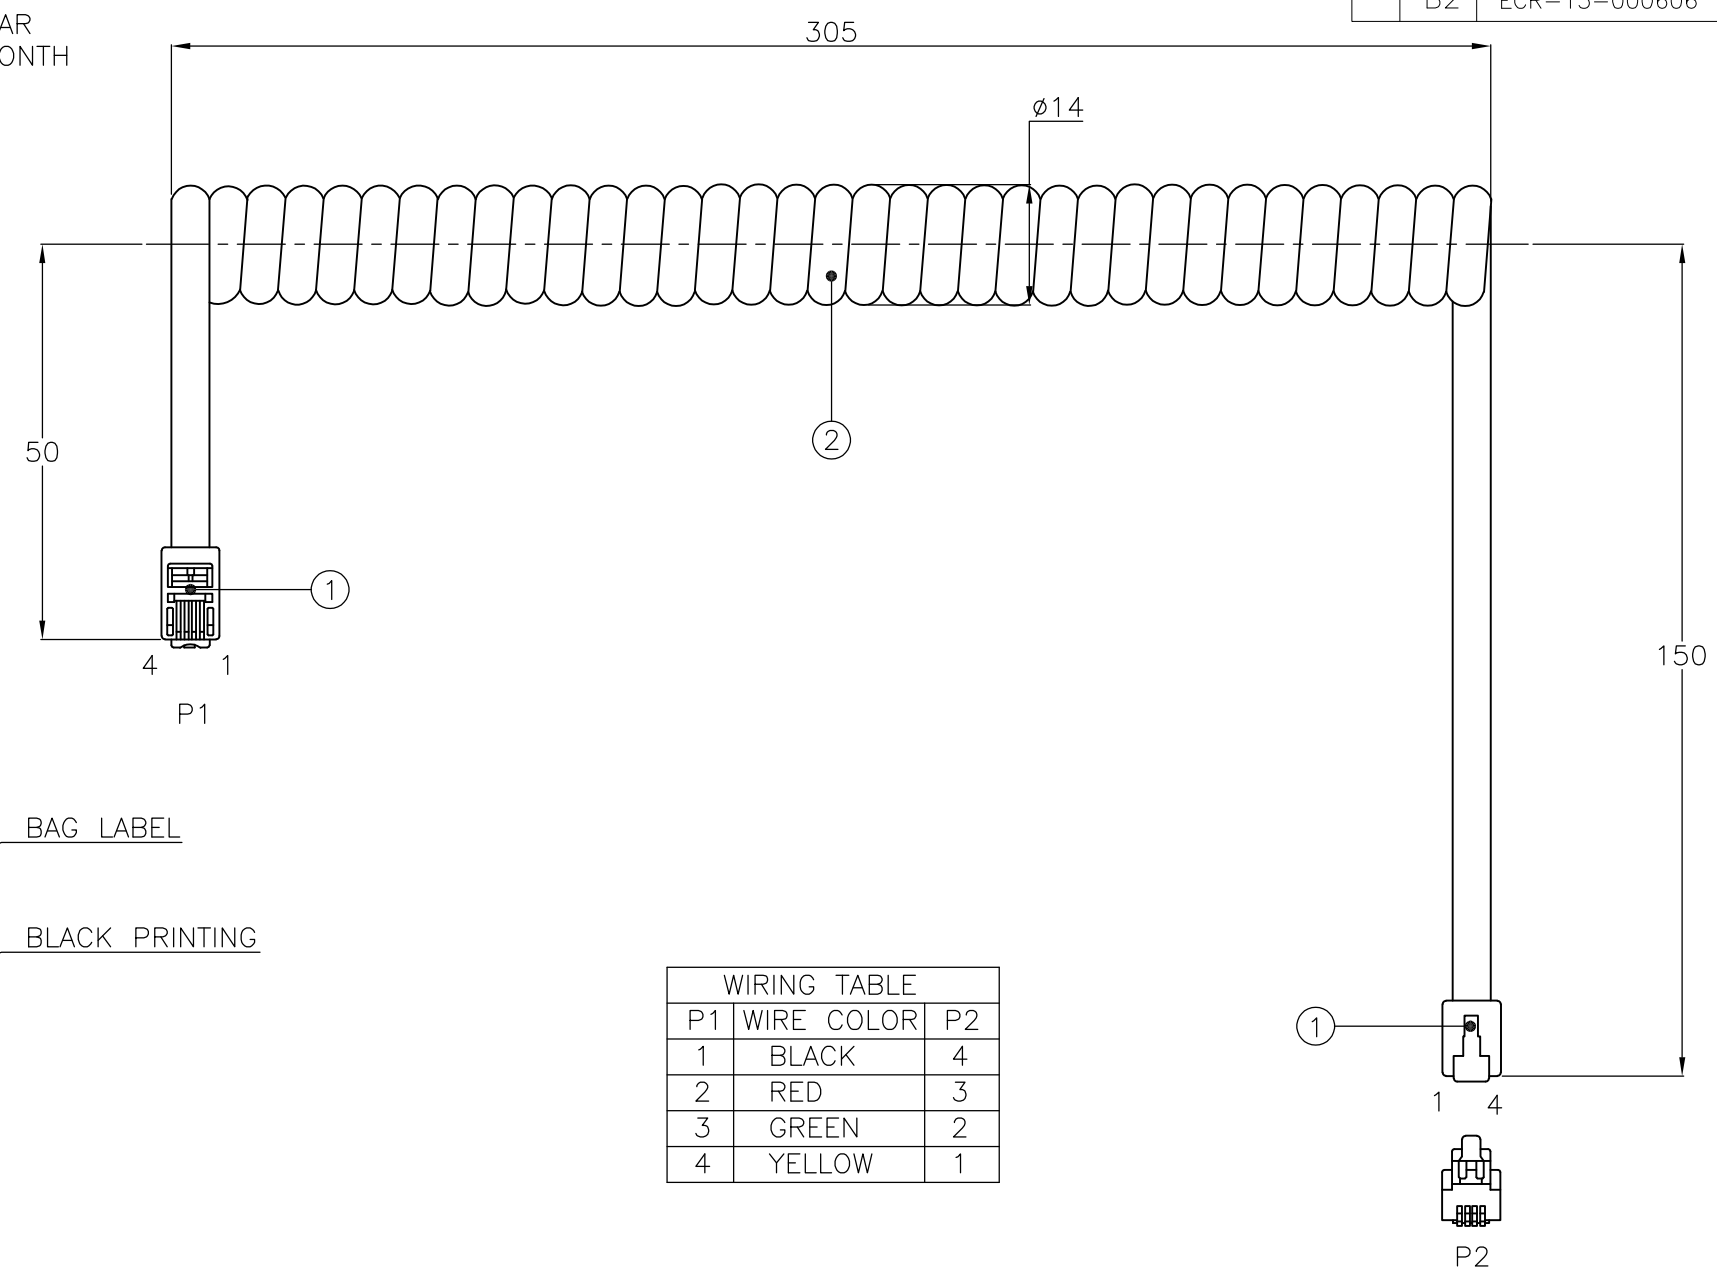 AR
ONTH
B2 ECR-15-000606
305
ø14
50
2
1
4 1
P1
150
BAG LABEL
BLACK PRINTING
WIRING TABLE
P1 WIRE COLOR P2
1 BLACK 4
2 RED 3
3 GREEN 2
4 YELLOW 1
1
1 4
P2